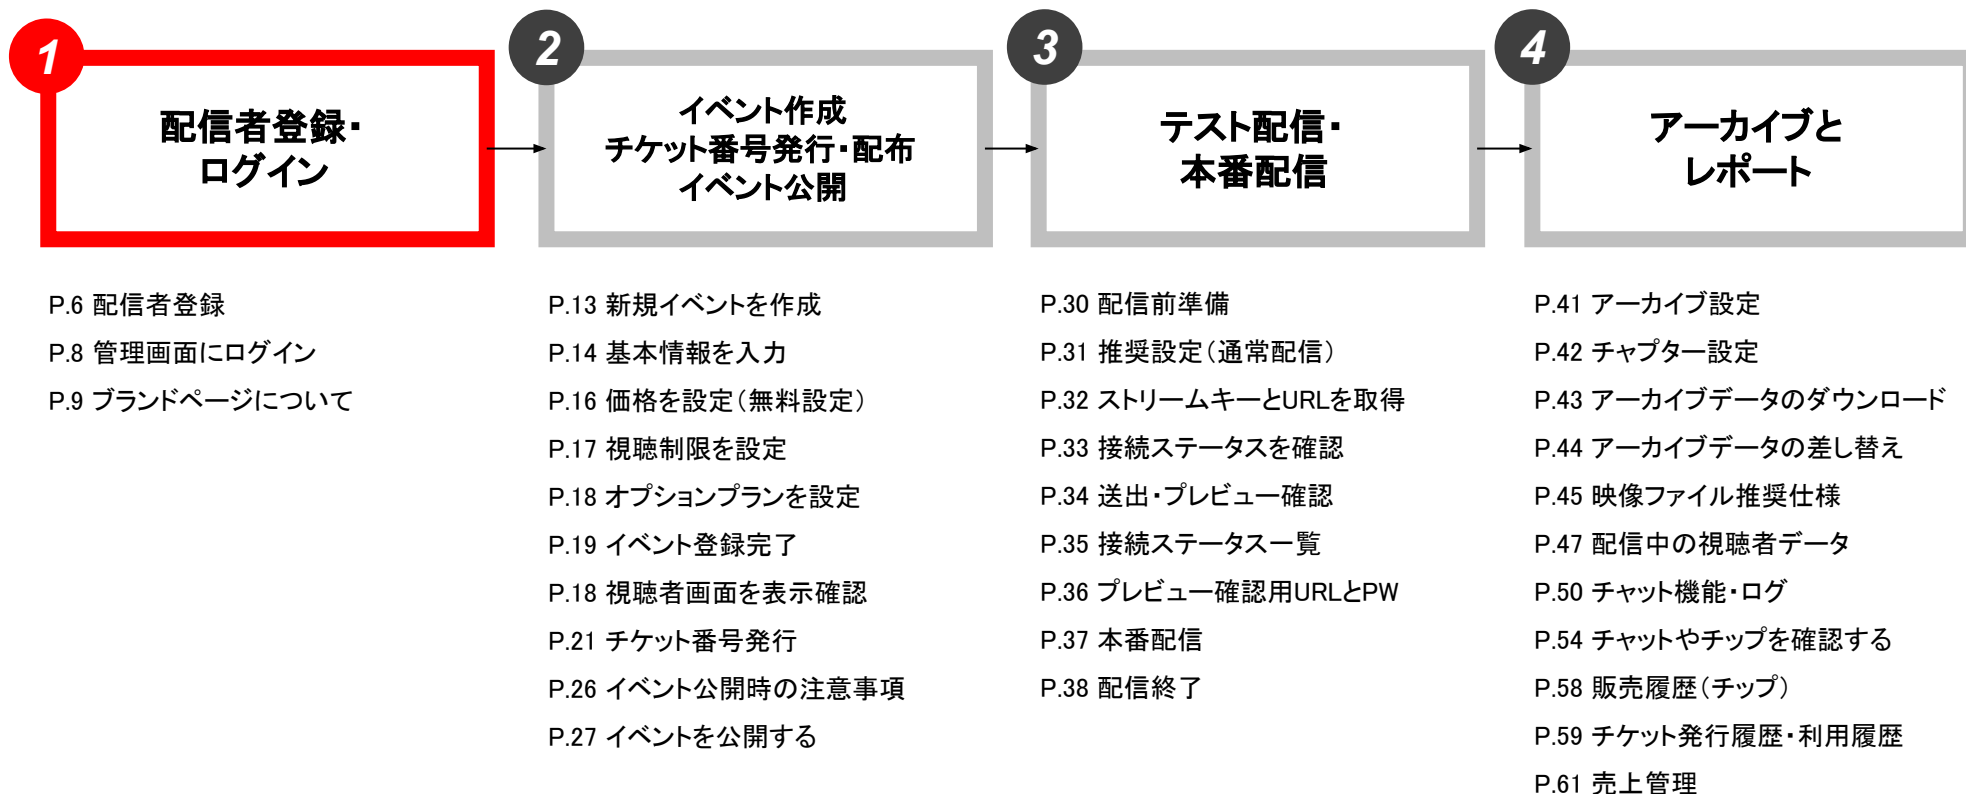 1
配信者登録・
ログイン
P.6 配信者登録
P.8 管理画面にログイン
P.9 ブランドページについて
2
イベント作成
チケット番号発行・配布
イベント公開
P.13 新規イベントを作成
P.14 基本情報を入力
P.16 価格を設定（無料設定）
P.17 視聴制限を設定
P.18 オプションプランを設定
P.19 イベント登録完了
P.18 視聴者画面を表示確認
P.21 チケット番号発行
P.26 イベント公開時の注意事項
P.27 イベントを公開する
3
テスト配信・
本番配信
P.30 配信前準備
P.31 推奨設定（通常配信）
P.32 ストリームキーとURLを取得
P.33 接続ステータスを確認
P.34 送出・プレビュー確認
P.35 接続ステータス一覧
P.36 プレビュー確認用URLとPW
P.37 本番配信
P.38 配信終了
4
アーカイブと
レポート
P.41 アーカイブ設定
P.42 チャプター設定
P.43 アーカイブデータのダウンロード
P.44 アーカイブデータの差し替え
P.45 映像ファイル推奨仕様
P.47 配信中の視聴者データ
P.50 チャット機能・ログ
P.54 チャットやチップを確認する
P.58 販売履歴（チップ）
P.59 チケット発行履歴・利用履歴
P.61 売上管理